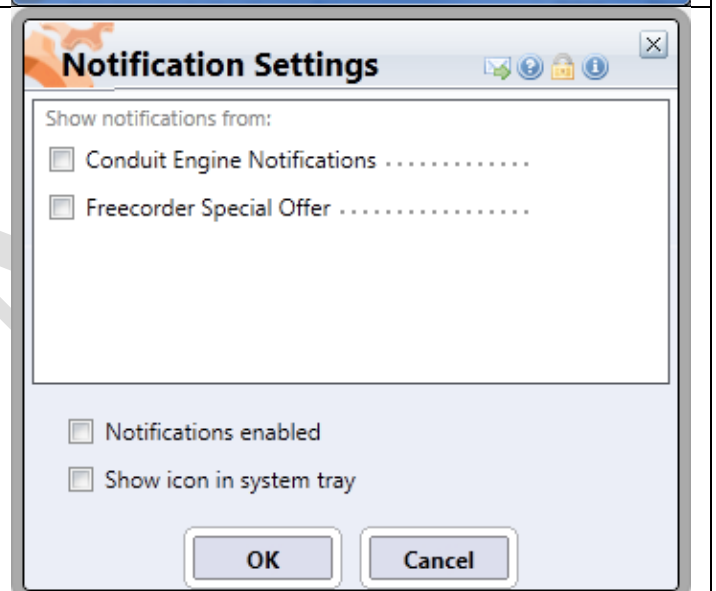 Notification Settings
Show notifications from:
Conduit Engine Notifications .............
Freecorder Special Offer .................
Notifications enabled
Show icon in system tray
OK Cancel